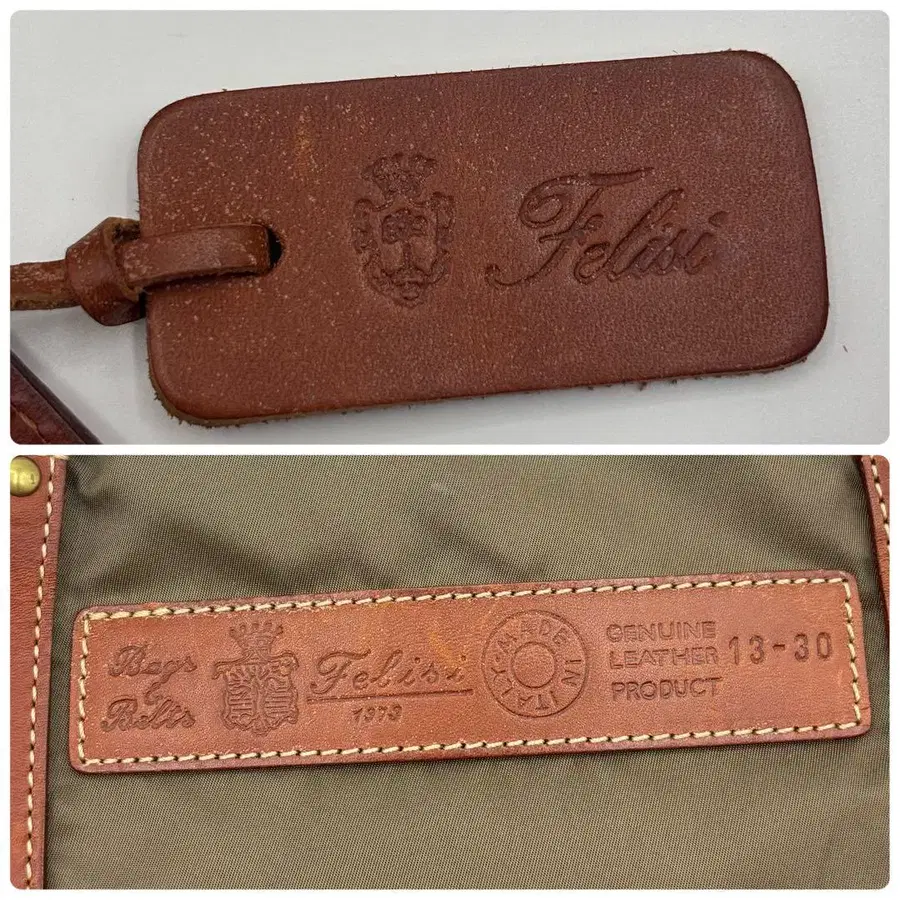 Felisi
Bags
&
Belts
Felisi
1973
MADE IN ITALY
GENUINE
LEATHER
PRODUCT
13-30